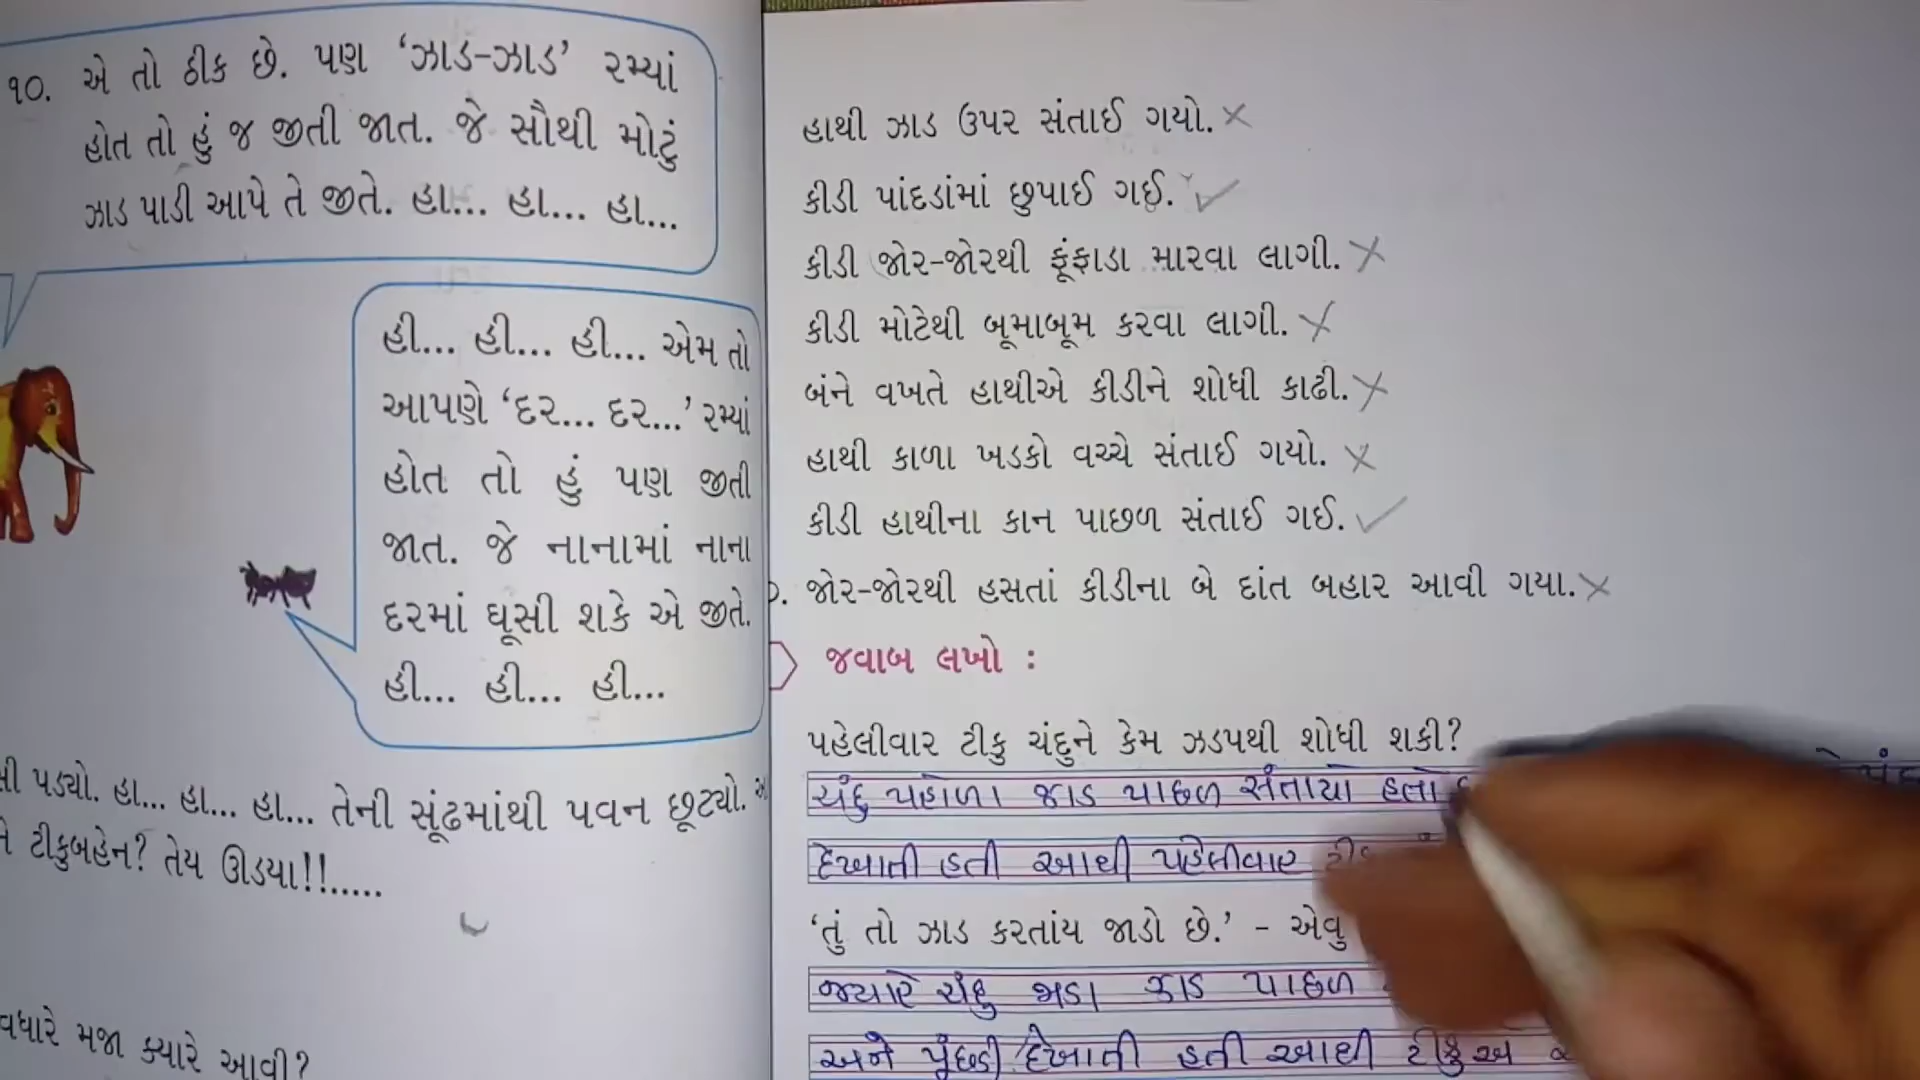 ૧૦. એ તો ઠીક છે. પણ ‘ઝાડ-ઝાડ’ રમ્યાં
હોત તો હું જ જીતી જાત. જે સૌથી મોટું
ઝાડ પાડી આપે તે જીતે. હા... હા... હા...
હી... હી... હી... એમ તો
આપણે ‘દર... દર...’ રમ્યાં
હોત તો હું પણ જીતી
જાત. જે નાનામાં નાના
દરમાં ઘૂસી શકે એ જીતે.
હી... હી... હી...
પડ્યો. હા... હા... હા... તેની સૂંઢમાંથી પવન છૂટ્યો.
ટીકુબહેન? તેય ઊડયા!!.....
વધારે મજા ક્યારે આવી?
હાથી ઝાડ ઉપર સંતાઈ ગયો. ×
કીડી પાંદડાંમાં છુપાઈ ગઈ. ✓
કીડી જોર-જોરથી ફૂંફાડા મારવા લાગી. ×
કીડી મોટેથી બૂમાબૂમ કરવા લાગી. ×
બંને વખતે હાથીએ કીડીને શોધી કાઢી. ×
હાથી કાળા ખડકો વચ્ચે સંતાઈ ગયો. ×
કીડી હાથીના કાન પાછળ સંતાઈ ગઈ. ✓
જોર-જોરથી હસતાં કીડીના બે દાંત બહાર આવી ગયા. ×
જવાબ લખો :
પહેલીવાર ટીકુ ચંદુને કેમ ઝડપથી શોધી શકી?
ચંદુ પહોળા જાડ પાછળ સંતાયો હતો
દેખાતી હતી આથી પહેલીવાર
‘તું તો ઝાડ કરતાંય જાડો છે.’ - એવુ
જ્યારે ચંદુ જાડા ઝાડ પાછળ
અને પૂંછડી દેખાતી હતી આથી ટીકુએ